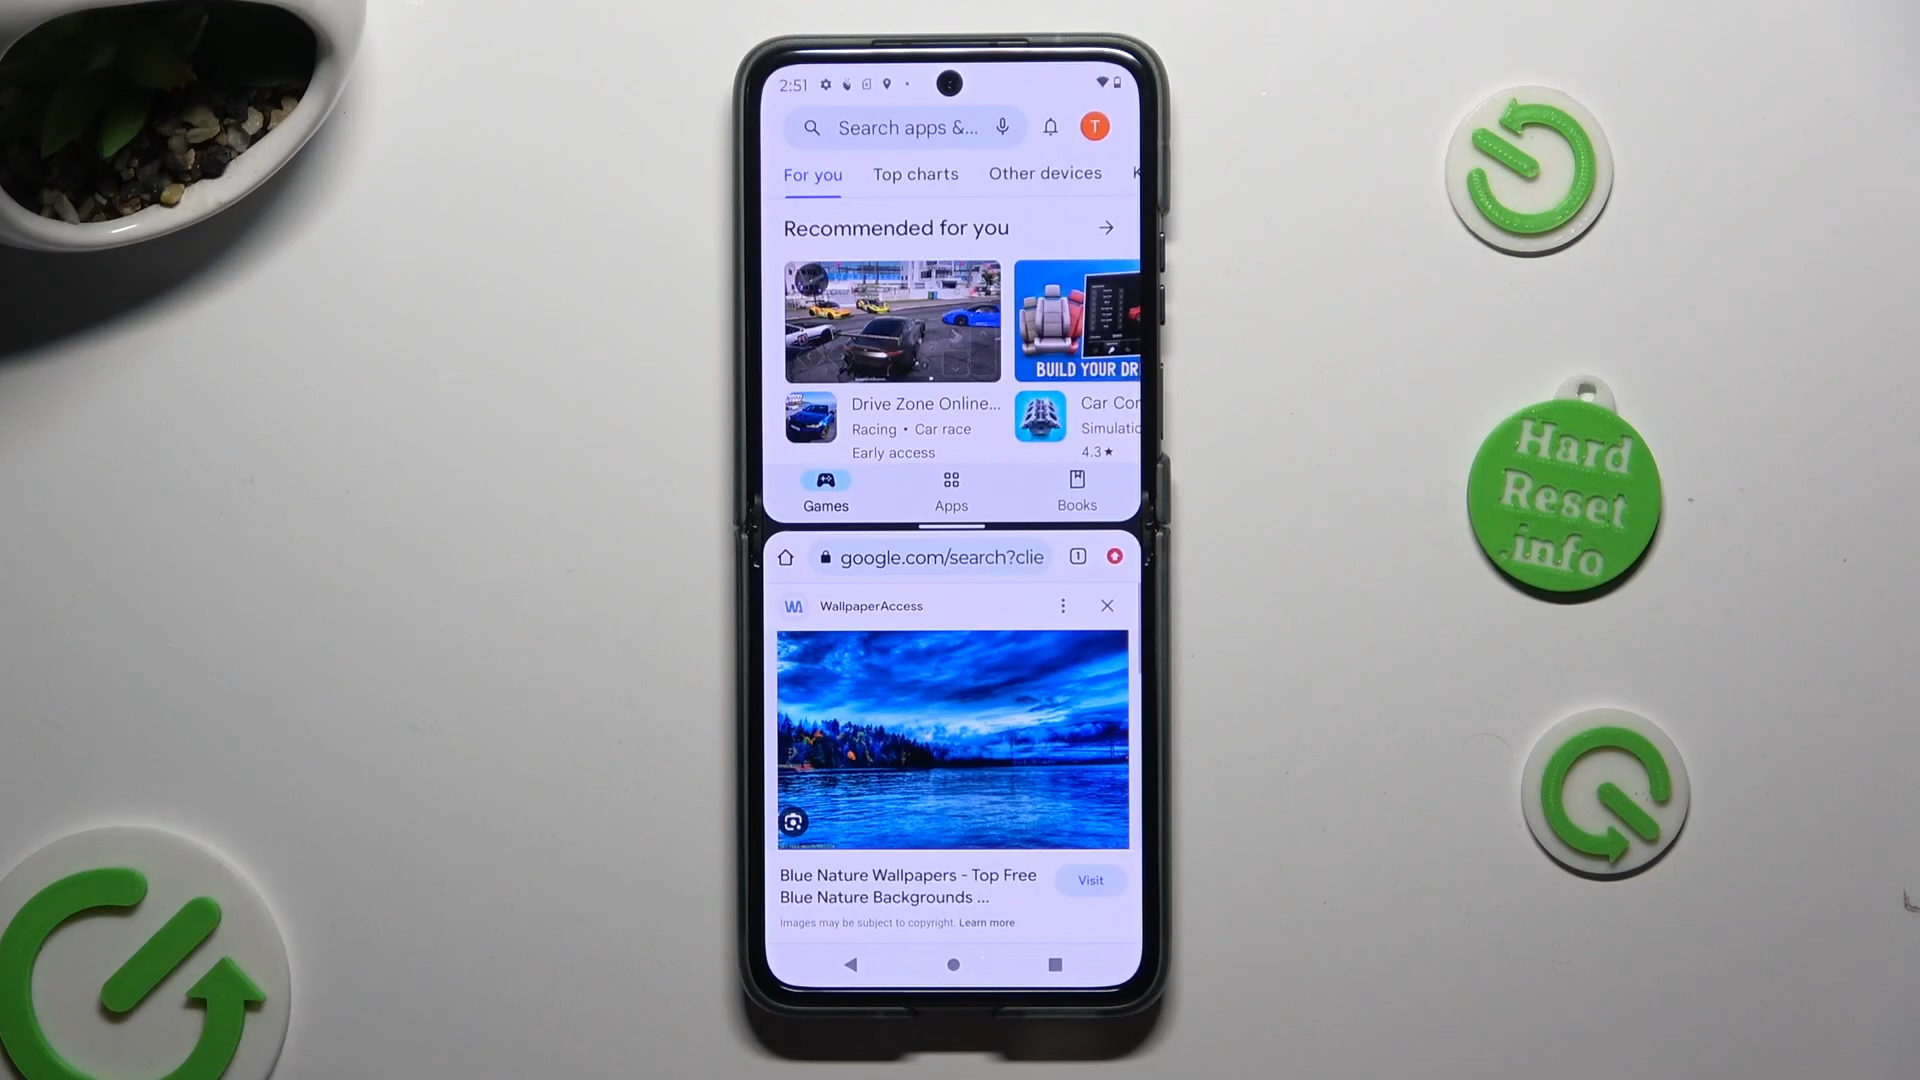 2:51
Search apps &...
T
For you
Top charts
Other devices
K
Recommended for you
BUILD YOUR DR
Drive Zone Online...
Racing • Car race
Early access
Car Cor
Simulatic
4.3★
Games
Apps
Books
google.com/search?clie
1
WallpaperAccess
Blue Nature Wallpapers - Top Free
Blue Nature Backgrounds ...
Visit
Images may be subject to copyright. Learn more
Hard
Reset
.info